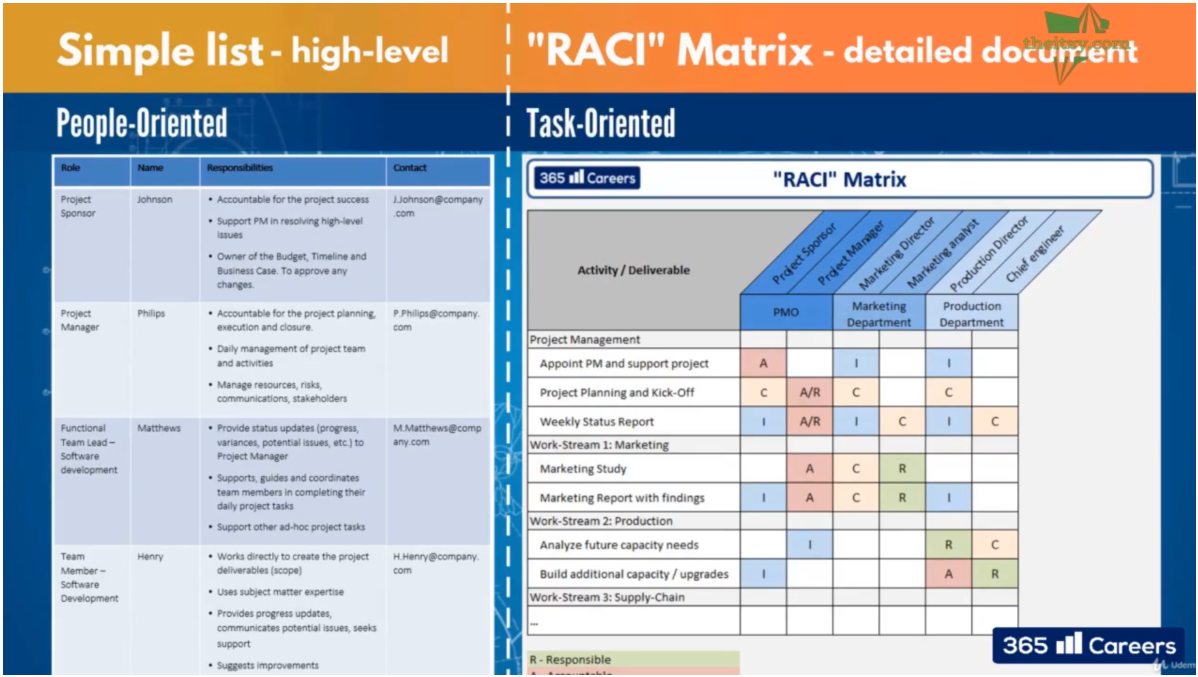 Simple list - high-level
"RACI" Matrix - detailed document
theitzy.com
People-Oriented
Task-Oriented
Role Name Responsibilities Contact
Project Sponsor
Johnson
• Accountable for the project success
• Support PM in resolving high-level
issues
• Owner of the Budget, Timeline and
Business Case. To approve any
changes.
J.Johnson@company
.com
Project
Manager
Philips
• Accountable for the project planning,
execution and closure.
• Daily management of project team
and activities
• Manage resources, risks,
communications, stakeholders
P.Philips@company.
com
Functional
Team Lead –
Software
development
Matthews
• Provide status updates (progress,
variances, potential issues, etc.) to
Project Manager
• Supports, guides and coordinates
team members in completing their
daily project tasks
• Support other ad-hoc project tasks
M.Matthews@comp
any.com
Team
Member –
Software
Development
Henry
• Works directly to create the project
deliverables (scope)
• Uses subject matter expertise
• Provides progress updates,
communicates potential issues, seeks
support
• Suggests improvements
H.Henry@company.
com
365 Careers
"RACI" Matrix
Activity / Deliverable
Project Sponsor
Project Manager
Marketing Director
Marketing analyst
Production Director
Chief engineer
PMO
Marketing
Department
Production
Department
Project Management
Appoint PM and support project A I I
Project Planning and Kick-Off C A/R C C
Weekly Status Report I A/R I C I C
Work-Stream 1: Marketing
Marketing Study A C R
Marketing Report with findings I A C R I
Work-Stream 2: Production
Analyze future capacity needs I R C
Build additional capacity / upgrades I A R
Work-Stream 3: Supply-Chain
...
R - Responsible
A - Accountable
365 Careers
Udemy